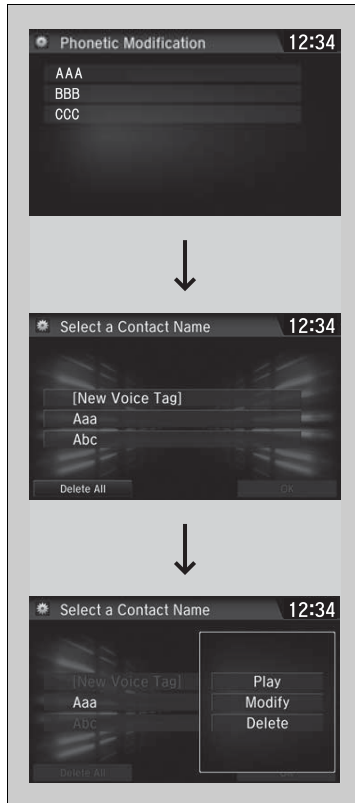 Phonetic Modification 12:34
AAA
BBB
CCC
Select a Contact Name 12:34
[New Voice Tag]
Aaa
Abc
Delete All OK
Select a Contact Name 12:34
[New Voice Tag]
Aaa
Abc
Play
Modify
Delete
Delete All OK